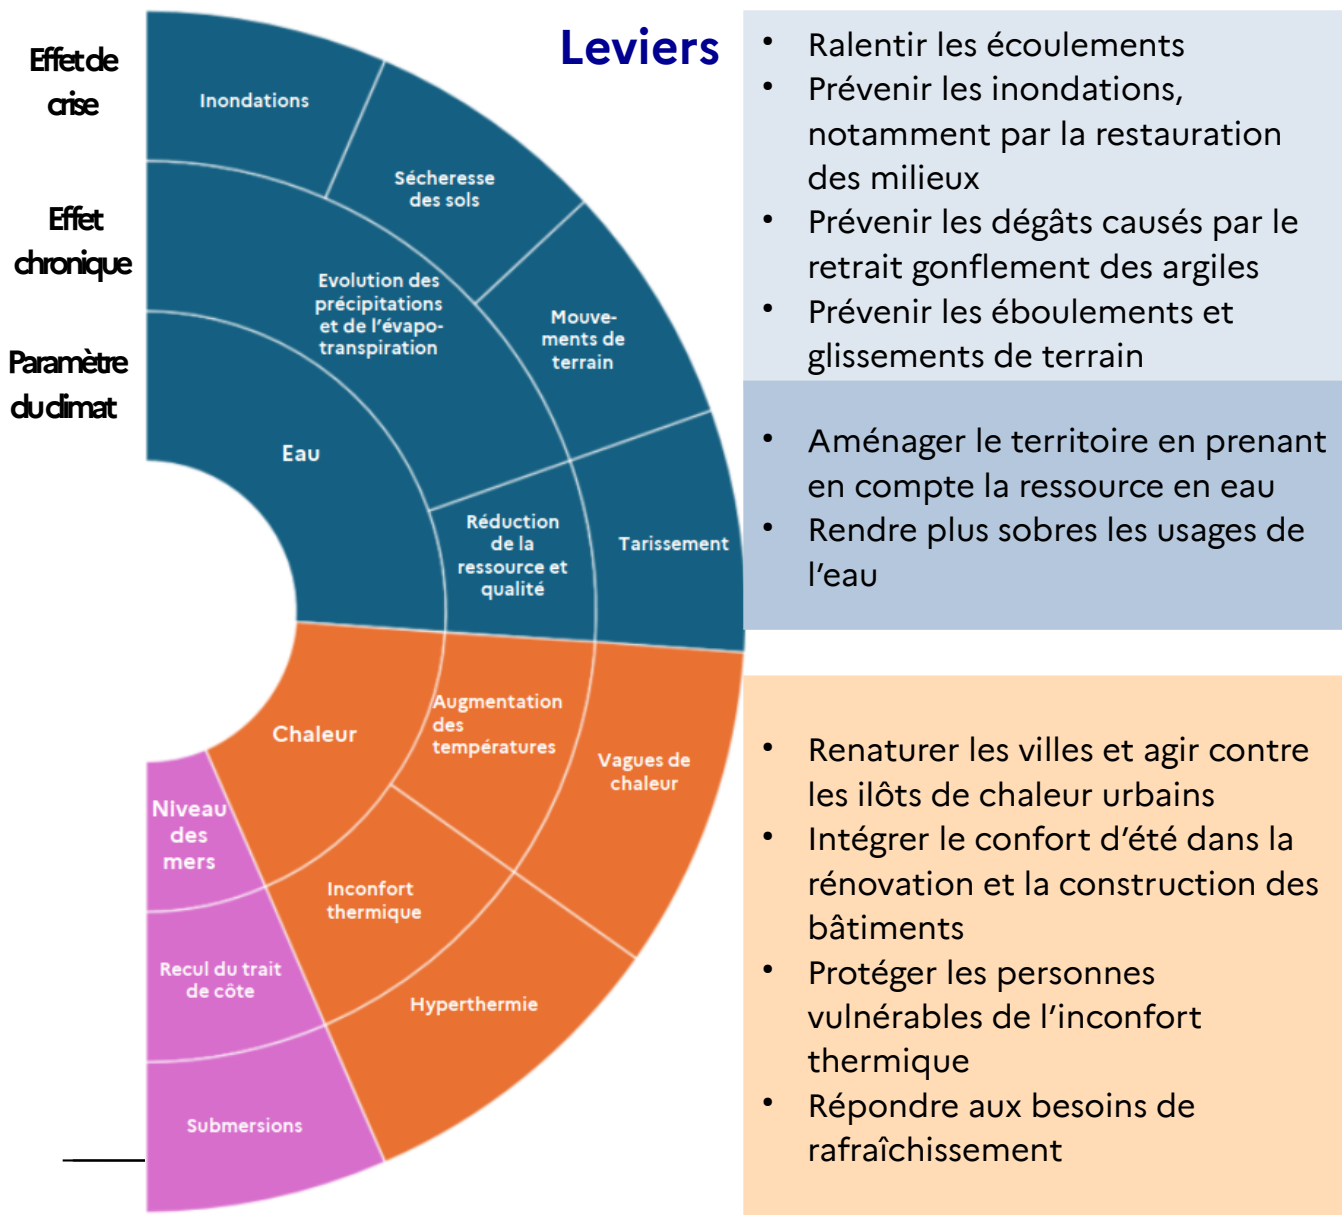 Effet de
crise
Effet
chronique
Paramètre
du climat
Inondations
Sécheresse
des sols
Mouve-
ments de
terrain
Tarissement
Evolution des
précipitations
et de l'évapo-
transpiration
Réduction
de la
ressource et
qualité
Eau
Chaleur
Augmentation
des
températures
Vagues de
chaleur
Inconfort
thermique
Hyperthermie
Niveau
des
mers
Recul du trait
de côte
Submersions
Leviers
• Ralentir les écoulements
• Prévenir les inondations,
notamment par la restauration
des milieux
• Prévenir les dégâts causés par le
retrait gonflement des argiles
• Prévenir les éboulements et
glissements de terrain
• Aménager le territoire en prenant
en compte la ressource en eau
• Rendre plus sobres les usages de
l'eau
• Renaturer les villes et agir contre
les ilôts de chaleur urbains
• Intégrer le confort d'été dans la
rénovation et la construction des
bâtiments
• Protéger les personnes
vulnérables de l'inconfort
thermique
• Répondre aux besoins de
rafraîchissement